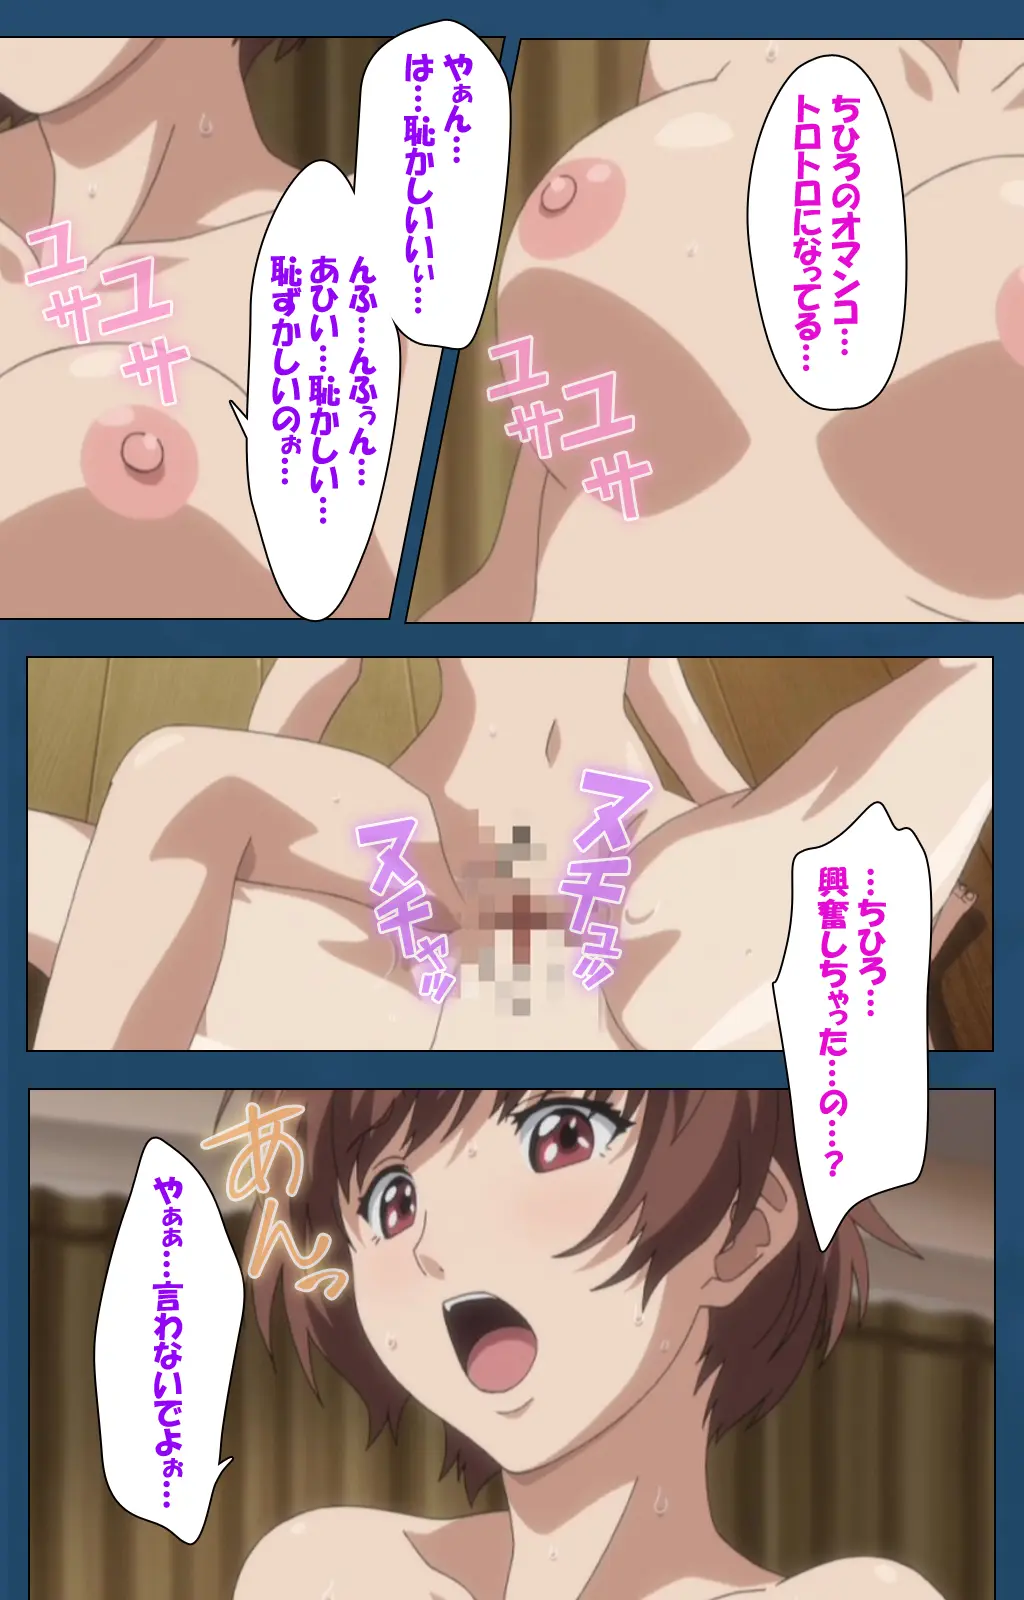 ちひろのオマンコ…
トロトロになってる…
ユサ
ユサ
やぁん…
は…恥かしいいぃ…
んふ…んふぅん…
あひい…恥かしい…
恥ずかしいのぉ…
ユサ
ユサ
ヌチュッ
ヌチャッ
…ちひろ…
興奮しちゃった…の…？
あんっ
やぁぁ…言わないでよぉ…